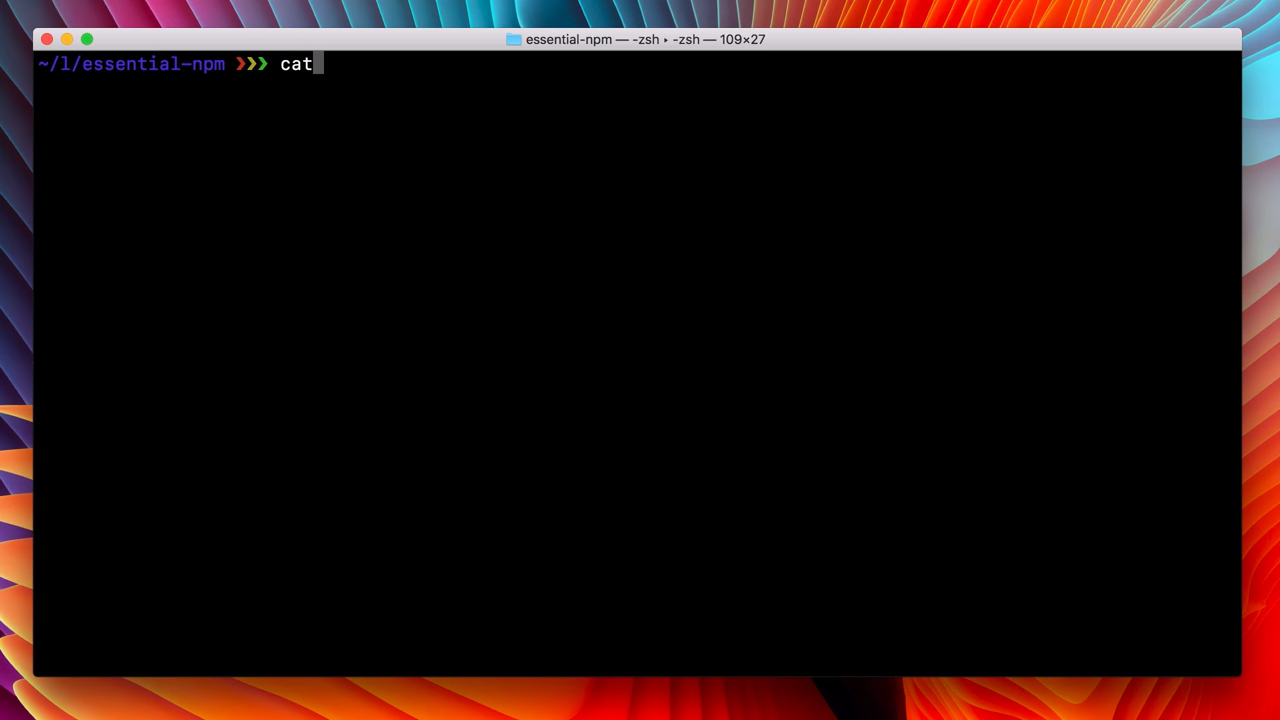 essential-npm — -zsh ▸ -zsh — 109×27
~/l/essential-npm ❯❯❯ cat